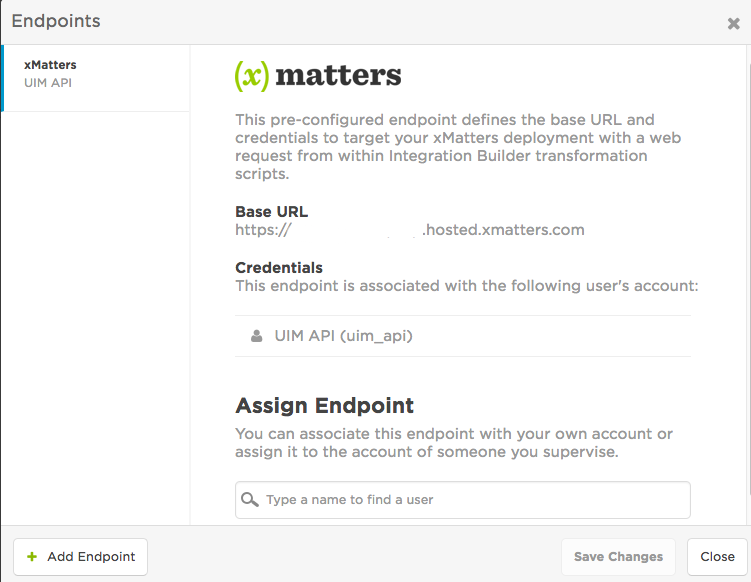 Endpoints
xMatters
UIM API
(x) matters
This pre-configured endpoint defines the base URL and
credentials to target your xMatters deployment with a web
request from within Integration Builder transformation
scripts.
Base URL
https:// .hosted.xmatters.com
Credentials
This endpoint is associated with the following user's account:
UIM API (uim_api)
Assign Endpoint
You can associate this endpoint with your own account or
assign it to the account of someone you supervise.
Type a name to find a user
+ Add Endpoint
Save Changes
Close